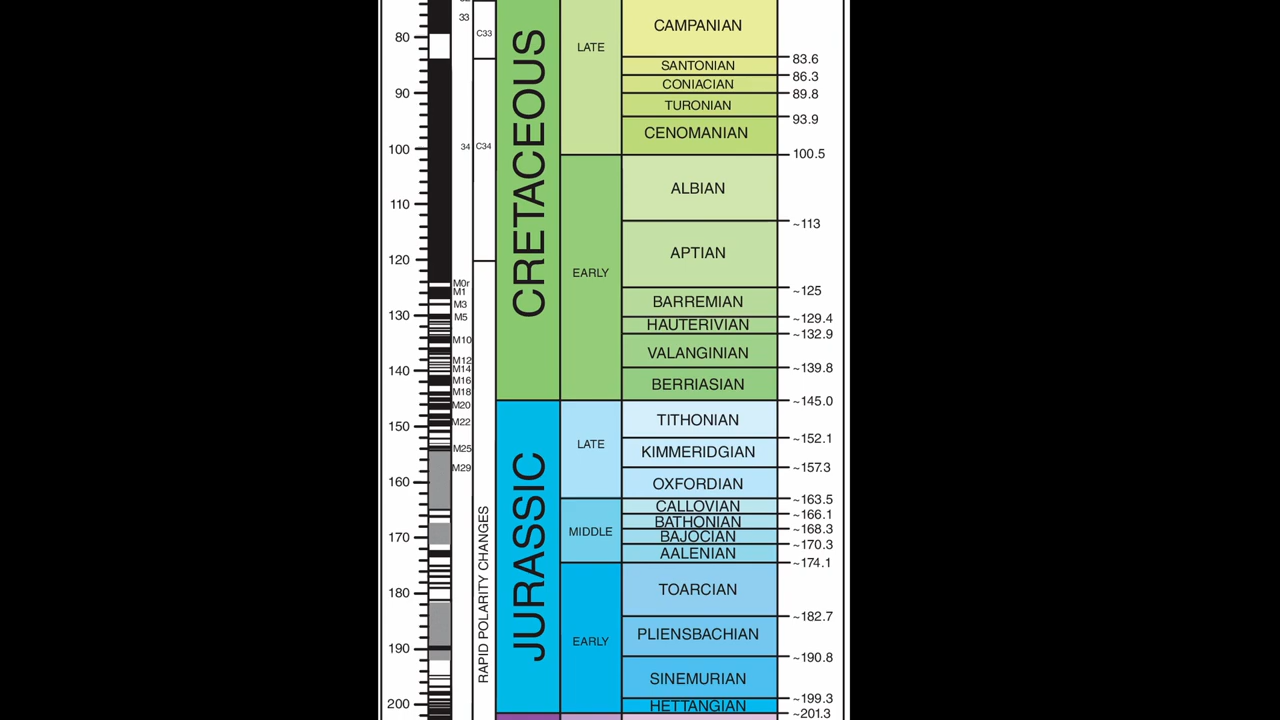 33
80
C33
90
34
C34
100
110
120
M0r
M1
M3
130
M5
M10
M12
M14
140
M16
M18
M20
M22
150
M25
M29
160
170
180
190
200
RAPID POLARITY CHANGES
CRETACEOUS
LATE
CAMPANIAN
83.6
SANTONIAN
86.3
CONIACIAN
89.8
TURONIAN
93.9
CENOMANIAN
100.5
EARLY
ALBIAN
~113
APTIAN
~125
BARREMIAN
~129.4
HAUTERIVIAN
~132.9
VALANGINIAN
~139.8
BERRIASIAN
~145.0
JURASSIC
LATE
TITHONIAN
~152.1
KIMMERIDGIAN
~157.3
OXFORDIAN
~163.5
MIDDLE
CALLOVIAN
~166.1
BATHONIAN
~168.3
BAJOCIAN
~170.3
AALENIAN
~174.1
EARLY
TOARCIAN
~182.7
PLIENSBACHIAN
~190.8
SINEMURIAN
~199.3
HETTANGIAN
~201.3